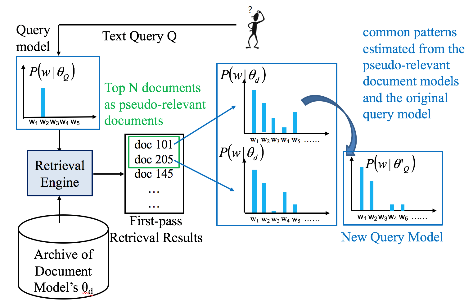 ?
Query
model
Text Query Q
P(w | θQ)
w1 w2 w3 w4 w5
Top N documents
as pseudo-relevant
documents
common patterns
estimated from the
pseudo-relevant
document models
and the original
query model
P(w | θd)
w1 w2 w3 w4 w5 ......
Retrieval
Engine
doc 101
doc 205
doc 145
...
...
First-pass
Retrieval Results
P(w | θd)
w1 w2 w3 w4 w5 ......
P(w | θ'Q)
w1 w2 w3 w4 w5 ......
New Query Model
Archive of
Document
Model's θd